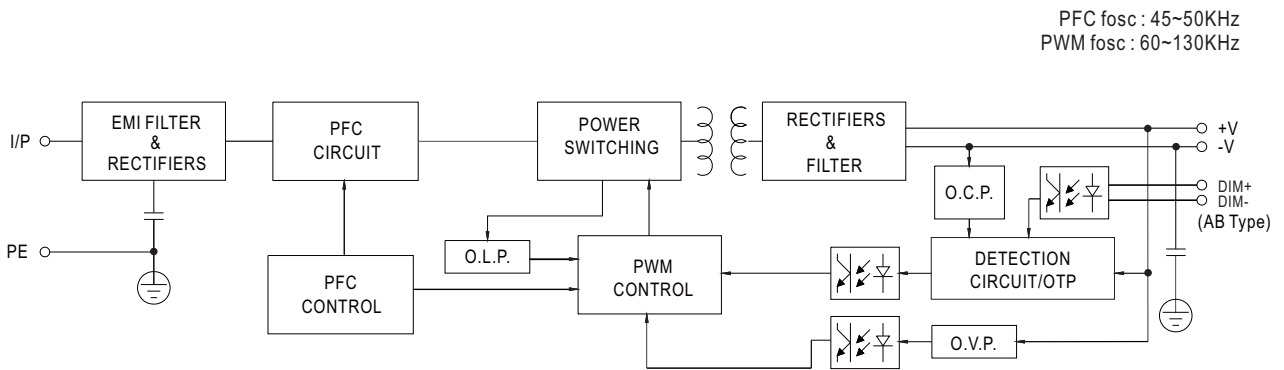 PFC fosc : 45~50KHz
PWM fosc : 60~130KHz
I/P
EMI FILTER
&
RECTIFIERS
PFC
CIRCUIT
POWER
SWITCHING
RECTIFIERS
&
FILTER
+V
-V
O.C.P.
DIM+
DIM-
(AB Type)
PE
O.L.P.
PFC
CONTROL
PWM
CONTROL
DETECTION
CIRCUIT/OTP
O.V.P.